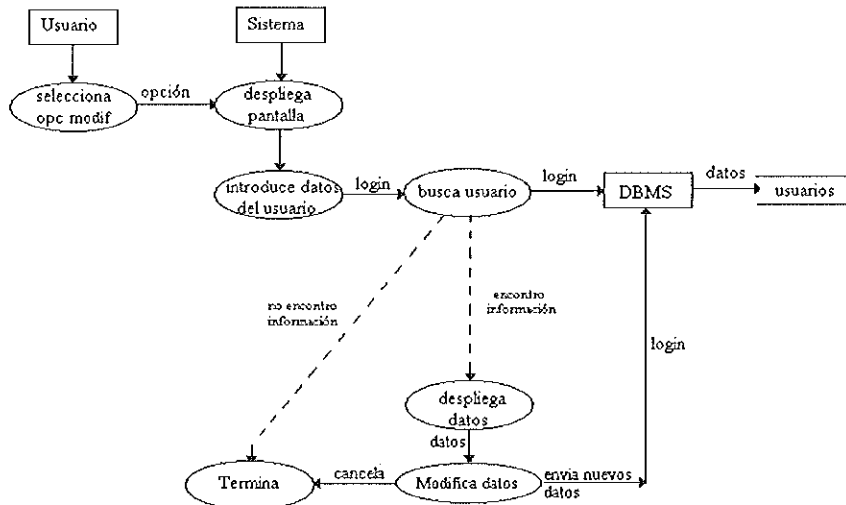 Usuario
Sistema
selecciona
opc modif
opción
despliega
pantalla
introduce datos
del usuario
login
busca usuario
login
DBMS
datos
usuarios
no encontro
información
encontro
información
login
despliega
datos
datos
Termina
cancela
Modifica datos
envia nuevos
datos